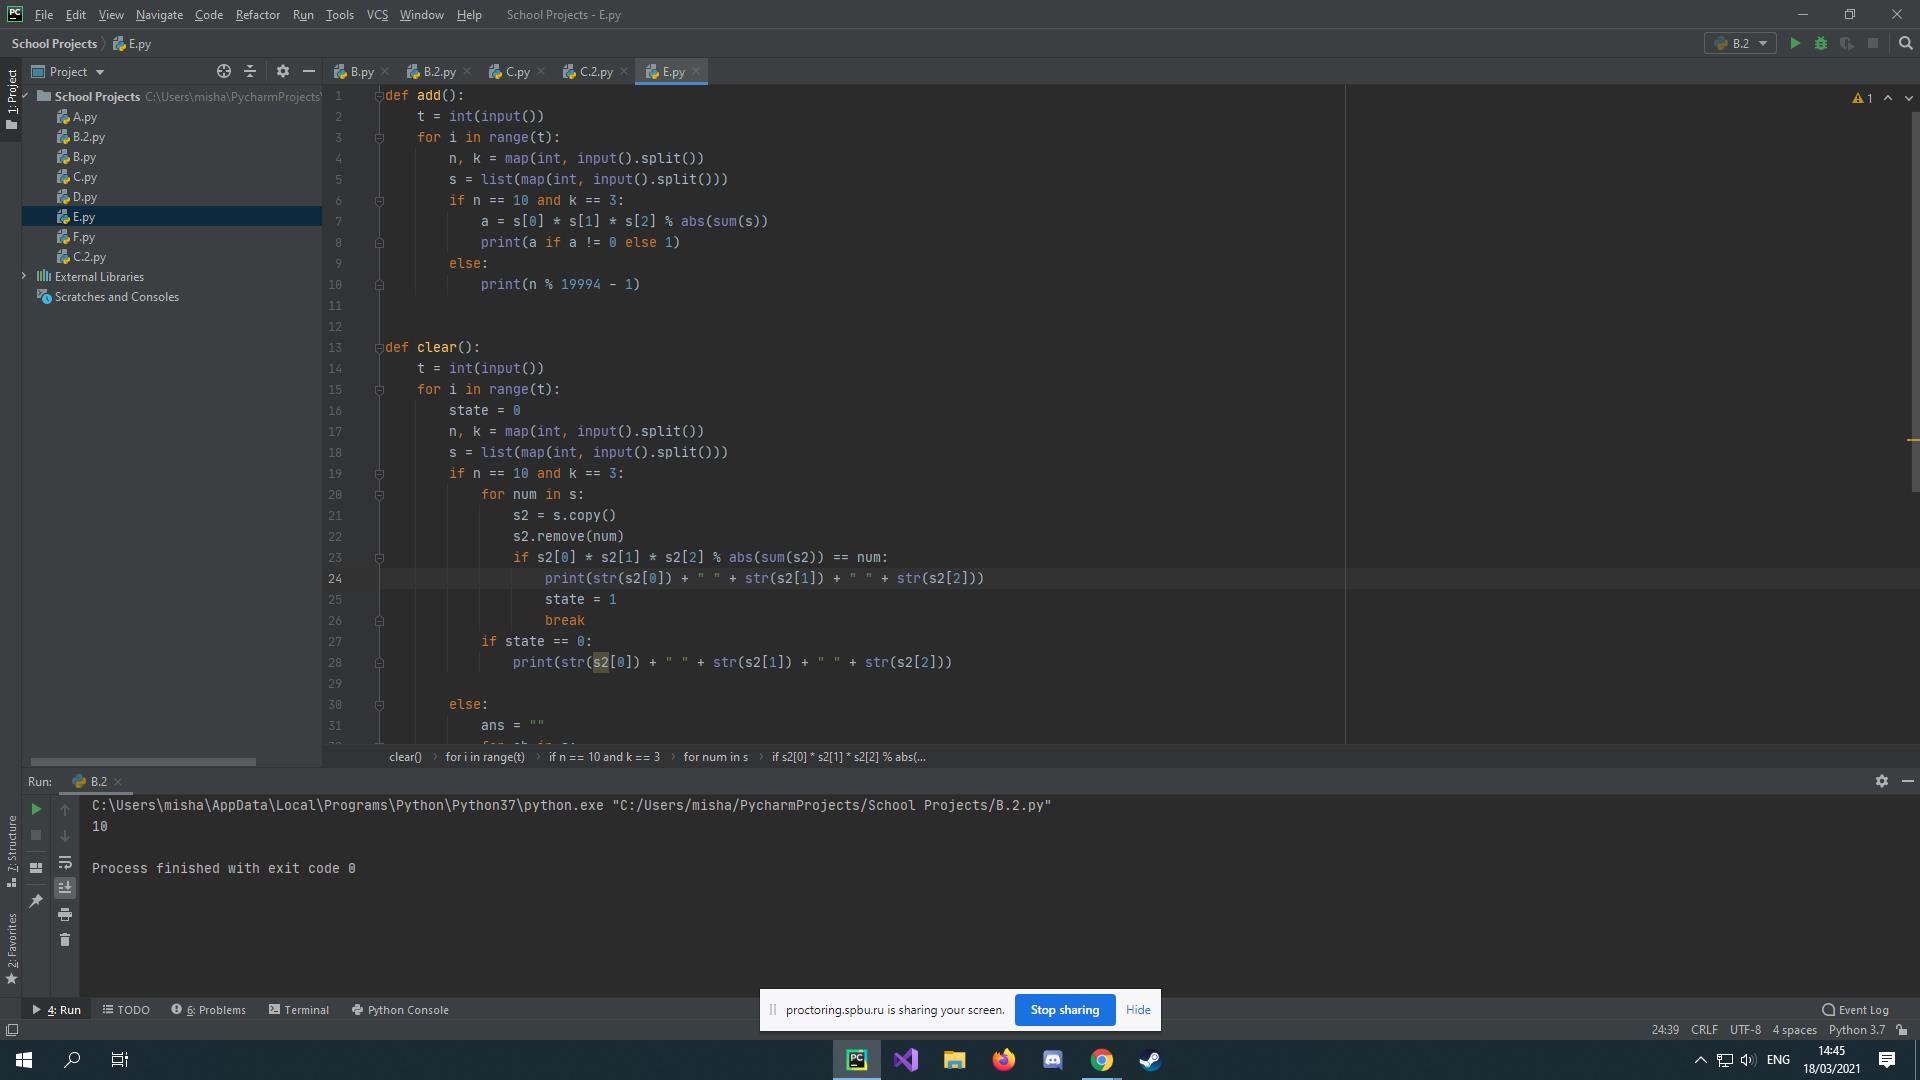 File Edit View Navigate Code Refactor Run Tools VCS Window Help School Projects - E.py
School Projects E.py
B.2
Project
B.py B.2.py C.py C.2.py E.py
1: Project
School Projects C:\Users\misha\PycharmProjects\
A.py
B.2.py
B.py
C.py
D.py
E.py
F.py
C.2.py
External Libraries
Scratches and Consoles
1
1 def add():
2 t = int(input())
3 for i in range(t):
4 n, k = map(int, input().split())
5 s = list(map(int, input().split()))
6 if n == 10 and k == 3:
7 a = s[0] * s[1] * s[2] % abs(sum(s))
8 print(a if a != 0 else 1)
9 else:
10 print(n % 19994 - 1)
11
12
13 def clear():
14 t = int(input())
15 for i in range(t):
16 state = 0
17 n, k = map(int, input().split())
18 s = list(map(int, input().split()))
19 if n == 10 and k == 3:
20 for num in s:
21 s2 = s.copy()
22 s2.remove(num)
23 if s2[0] * s2[1] * s2[2] % abs(sum(s2)) == num:
24 print(str(s2[0]) + " " + str(s2[1]) + " " + str(s2[2]))
25 state = 1
26 break
27 if state == 0:
28 print(str(s2[0]) + " " + str(s2[1]) + " " + str(s2[2]))
29
30 else:
31 ans = ""
clear() for i in range(t) if n == 10 and k == 3 for num in s if s2[0] * s2[1] * s2[2] % abs(...
Run: B.2
C:\Users\misha\AppData\Local\Programs\Python\Python37\python.exe "C:/Users/misha/PycharmProjects/School Projects/B.2.py"
10
Process finished with exit code 0
7: Structure
2: Favorites
proctoring.spbu.ru is sharing your screen. Stop sharing Hide
4: Run TODO 6: Problems Terminal Python Console Event Log
24:39 CRLF UTF-8 4 spaces Python 3.7
ENG
14:45
18/03/2021